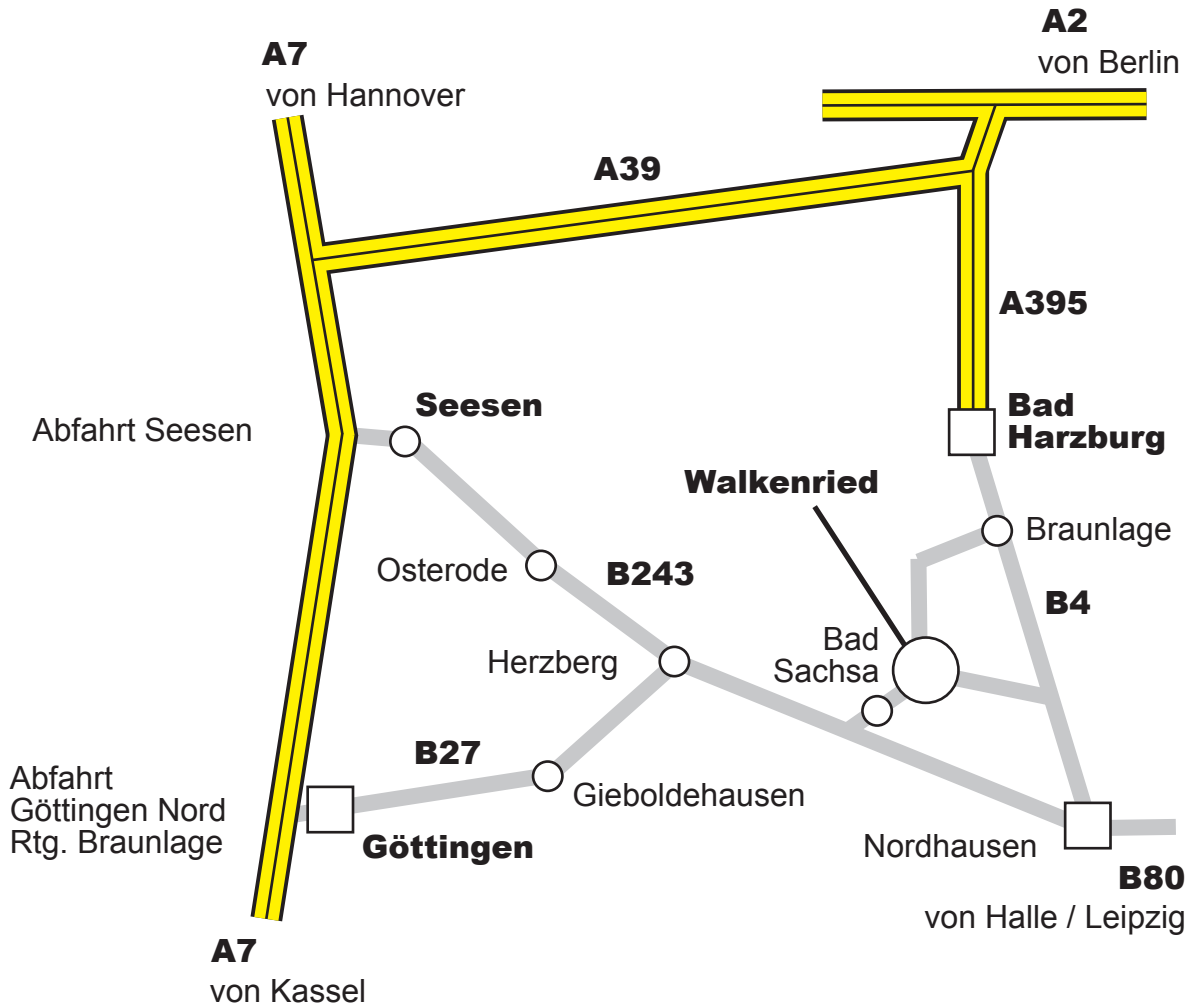 A2
von Berlin
A7
von Hannover
A39
A395
Abfahrt Seesen
Seesen
Bad
Harzburg
Walkenried
Braunlage
Osterode
B243
B4
Bad
Sachsa
Herzberg
B27
Abfahrt
Göttingen Nord
Rtg. Braunlage
Gieboldehausen
Göttingen
Nordhausen
B80
von Halle / Leipzig
A7
von Kassel